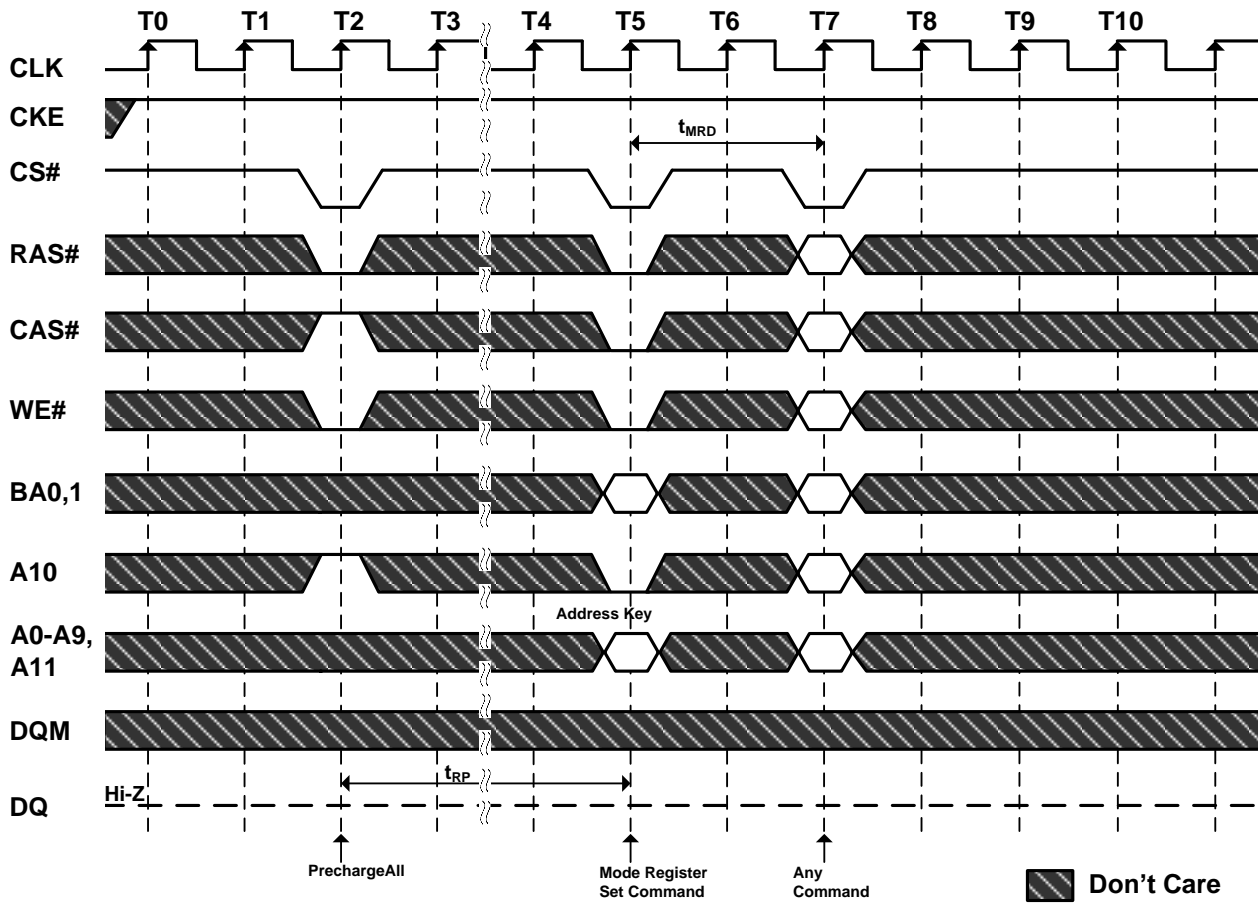 T0 T1 T2 T3 T4 T5 T6 T7 T8 T9 T10
CLK
CKE
tMRD
CS#
RAS#
CAS#
WE#
BA0,1
A10
Address Key
A0-A9,
A11
DQM
tRP
Hi-Z
DQ
PrechargeAll
Mode Register
Set Command
Any
Command
Don't Care